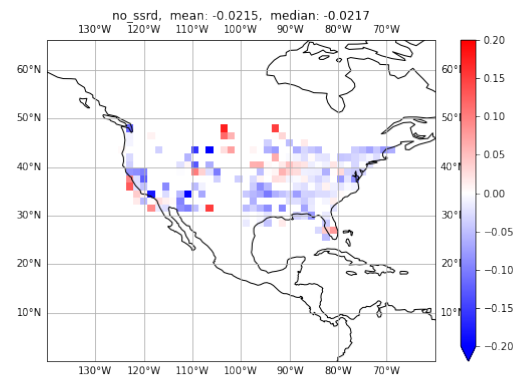 no_ssrd, mean: -0.0215, median: -0.0217
130°W 120°W 110°W 100°W 90°W 80°W 70°W
60°N 60°N
50°N 50°N
40°N 40°N
30°N 30°N
20°N 20°N
10°N 10°N
130°W 120°W 110°W 100°W 90°W 80°W 70°W
0.20
0.15
0.10
0.05
0.00
−0.05
−0.10
−0.15
−0.20